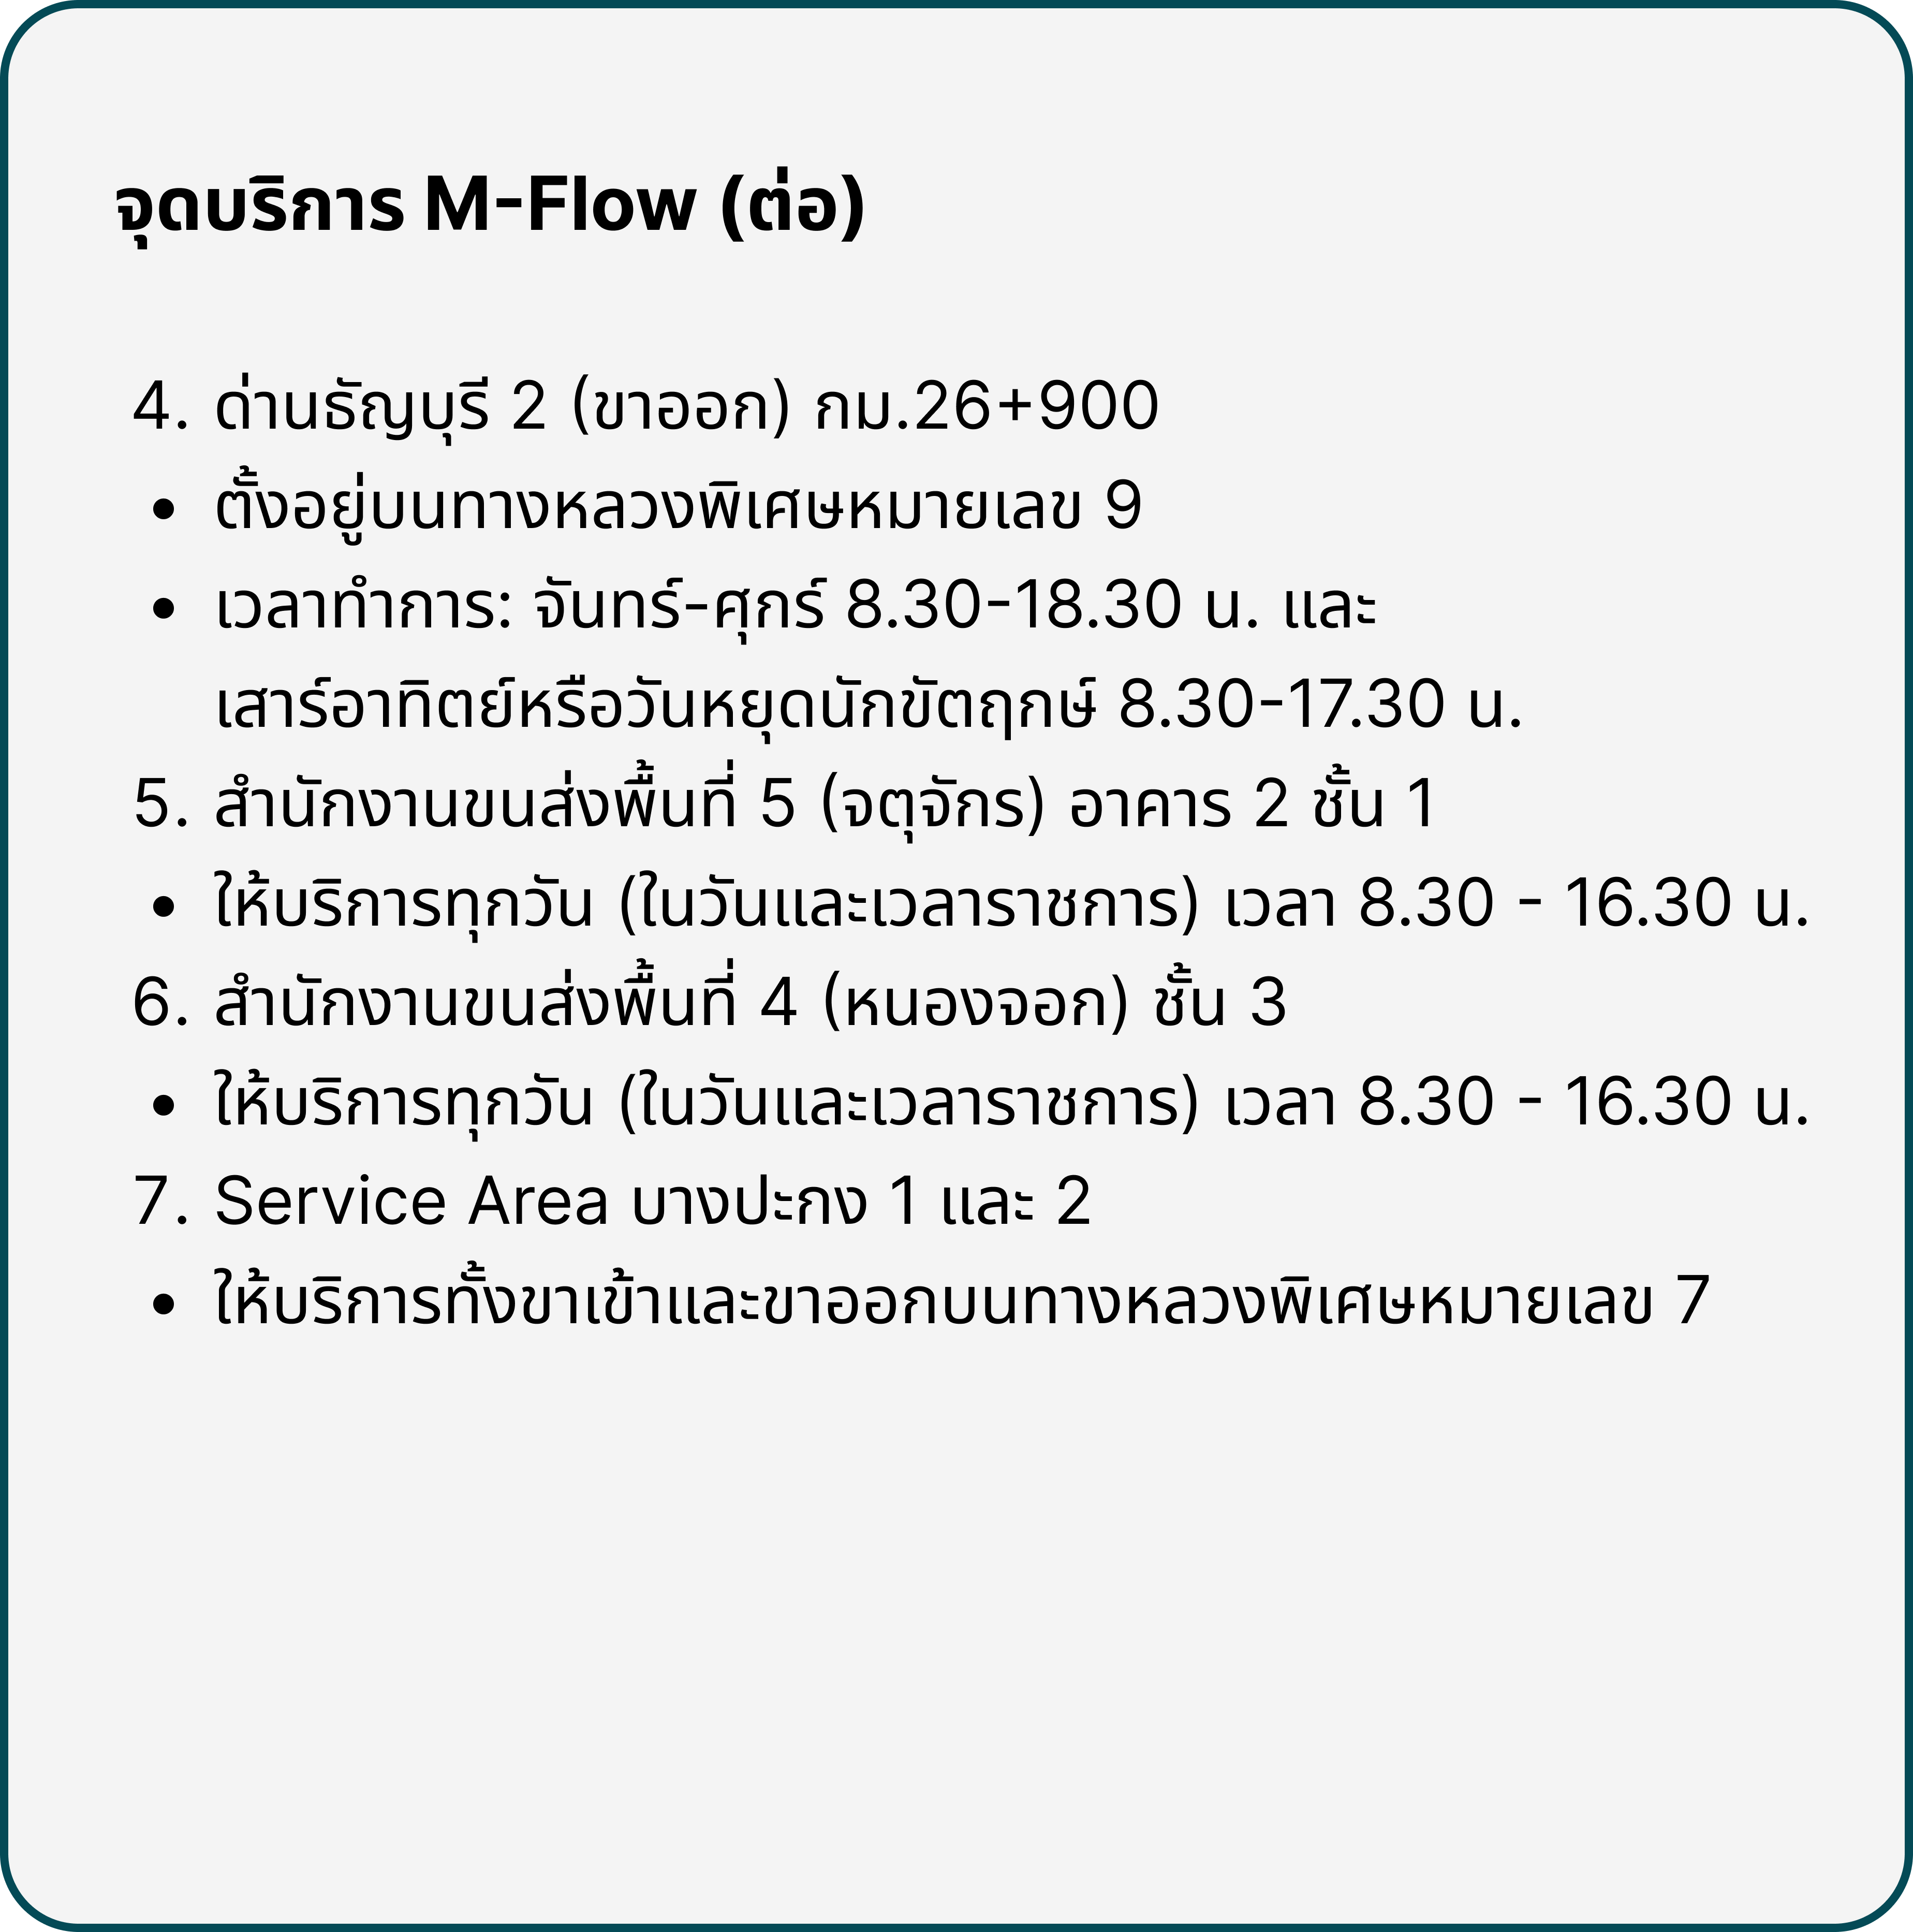 จุดบริการ M-Flow (ต่อ)
4. ด่านธัญบุรี 2 (ขาออก) กม.26+900
• ตั้งอยู่บนทางหลวงพิเศษหมายเลข 9
• เวลาทำการ: จันทร์-ศุกร์ 8.30-18.30 น. และ
เสาร์อาทิตย์หรือวันหยุดนักขัตฤกษ์ 8.30-17.30 น.
5. สำนักงานขนส่งพื้นที่ 5 (จตุจักร) อาคาร 2 ชั้น 1
• ให้บริการทุกวัน (ในวันและเวลาราชการ) เวลา 8.30 - 16.30 น.
6. สำนักงานขนส่งพื้นที่ 4 (หนองจอก) ชั้น 3
• ให้บริการทุกวัน (ในวันและเวลาราชการ) เวลา 8.30 - 16.30 น.
7. Service Area บางปะกง 1 และ 2
• ให้บริการทั้งขาเข้าและขาออกบนทางหลวงพิเศษหมายเลข 7